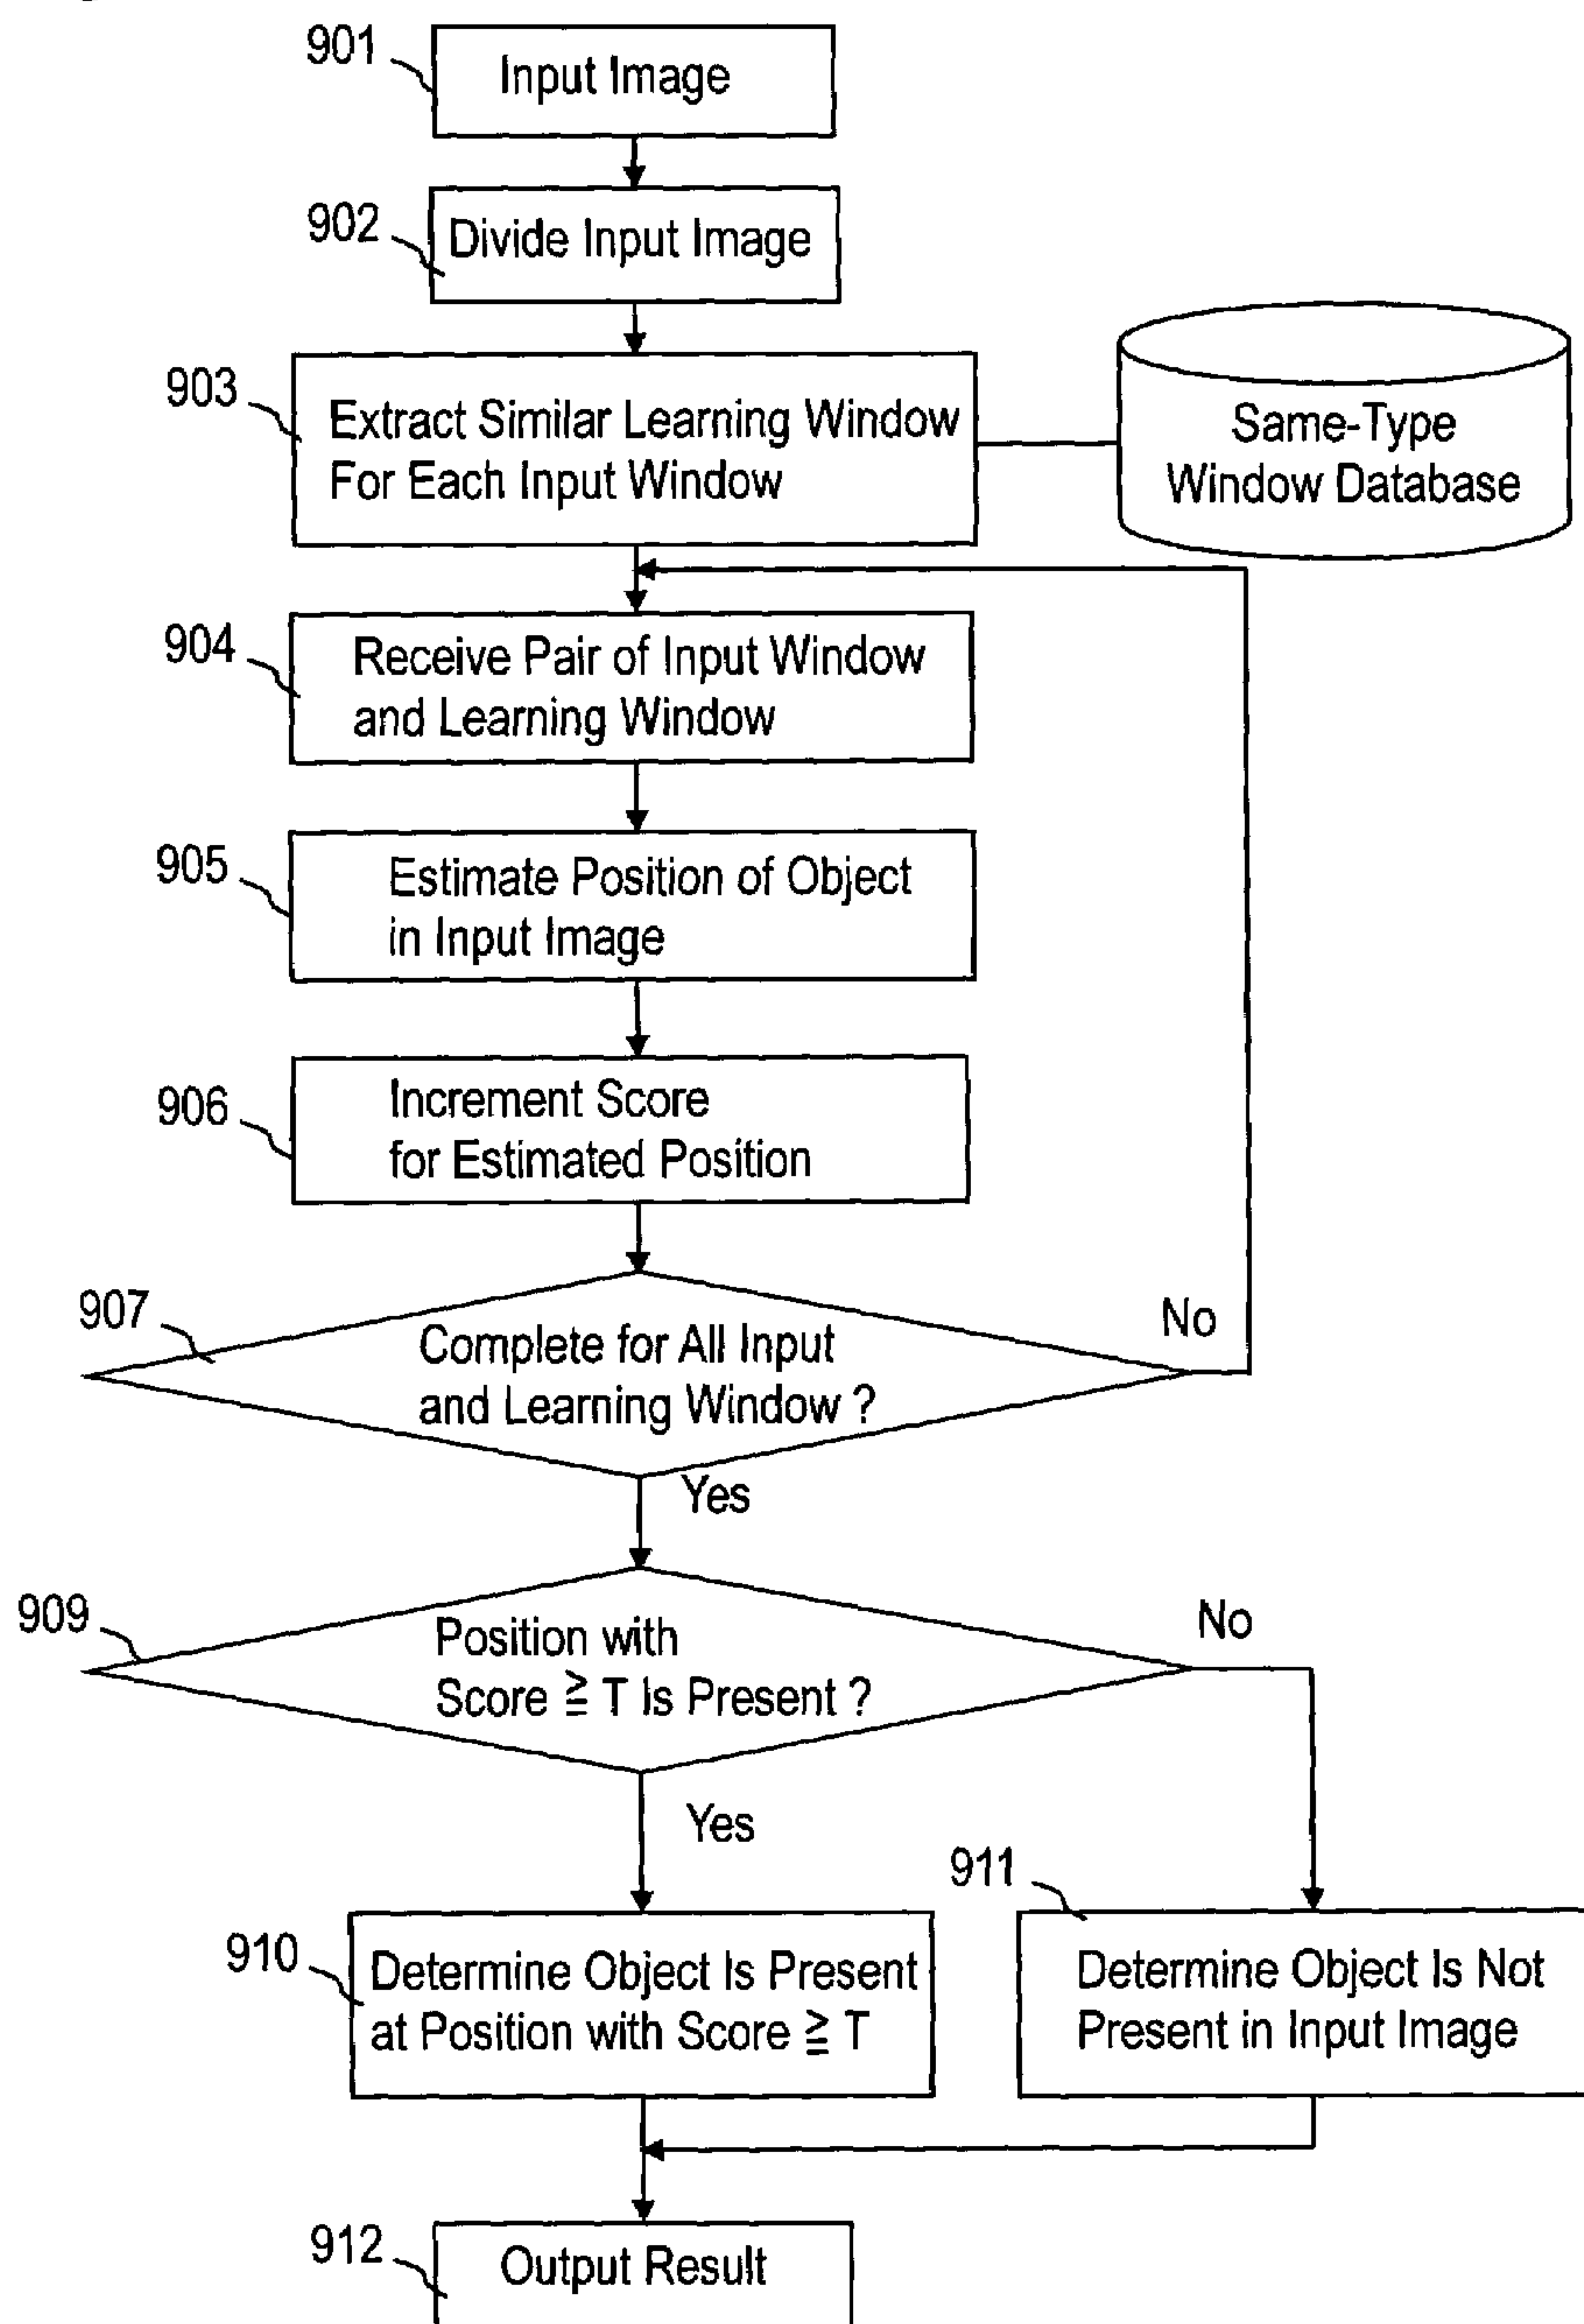 901
Input Image
902
Divide Input Image
903
Extract Similar Learning Window
For Each Input Window
Same-Type
Window Database
904
Receive Pair of Input Window
and Learning Window
905
Estimate Position of Object
in Input Image
906
Increment Score
for Estimated Position
907
Complete for All Input
and Learning Window ?
No
Yes
909
Position with
Score ≧ T Is Present ?
No
Yes
910
Determine Object Is Present
at Position with Score ≧ T
911
Determine Object Is Not
Present in Input Image
912
Output Result